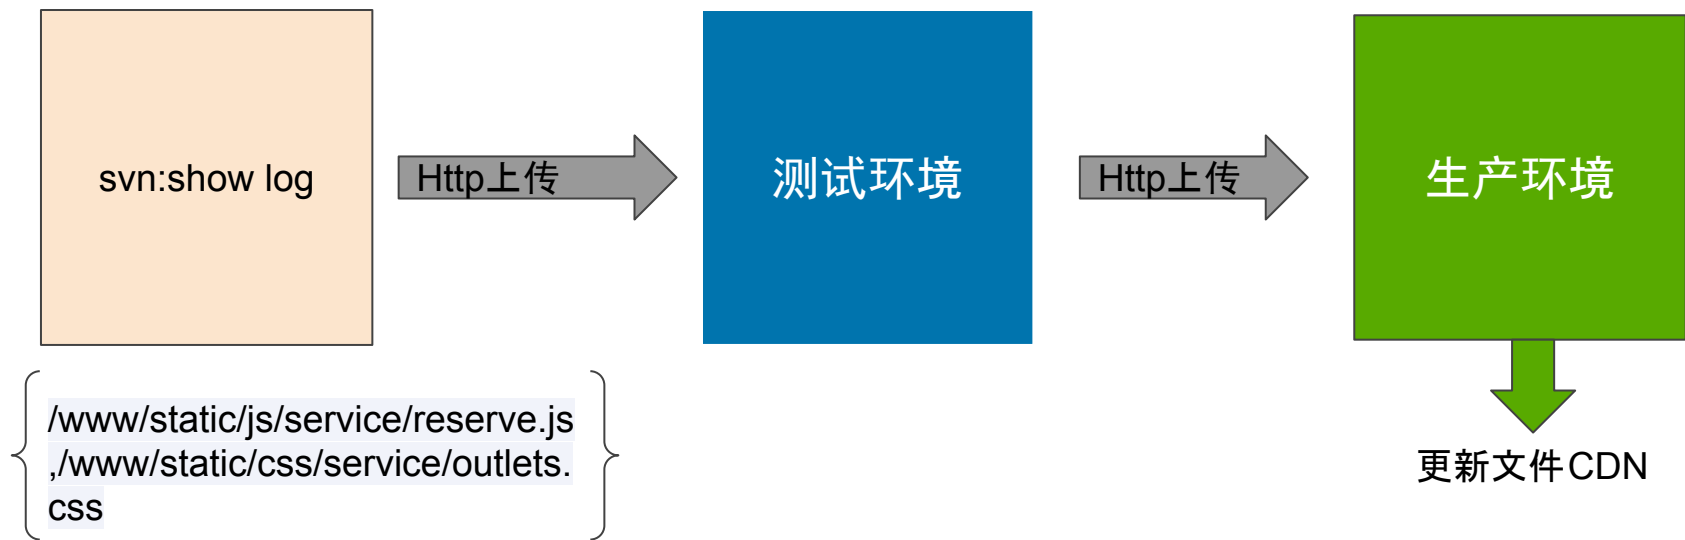 svn:show log
Http上传
测试环境
Http上传
生产环境
/www/static/js/service/reserve.js
,/www/static/css/service/outlets.
css
更新文件CDN